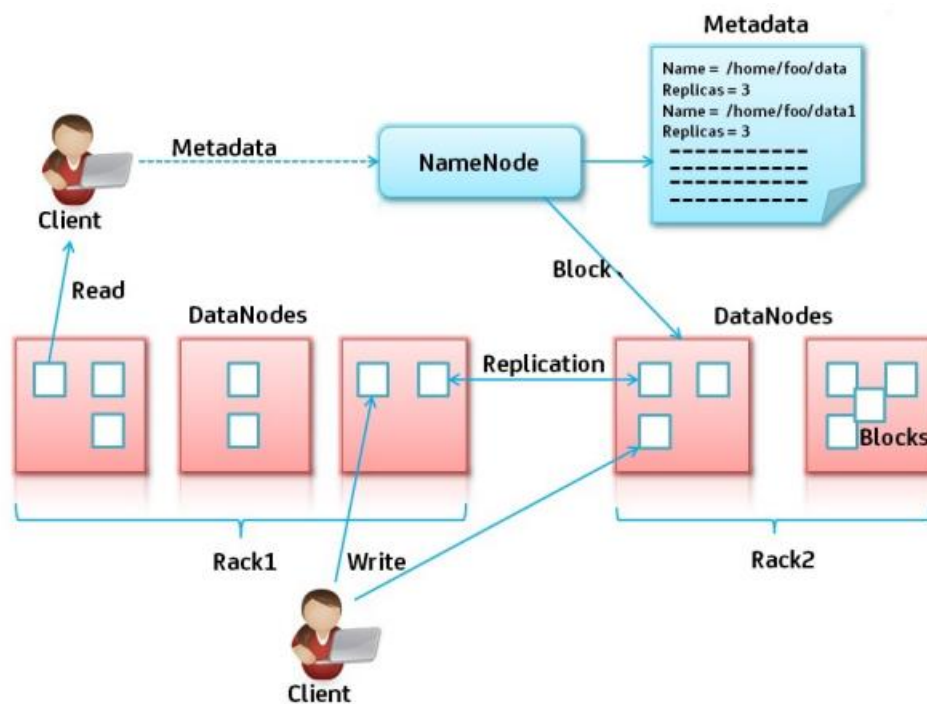 Metadata
Name = /home/foo/data
Replicas = 3
Name = /home/foo/data1
Replicas = 3
Metadata
NameNode
Client
Block
Read
DataNodes
DataNodes
Replication
Blocks
Rack1
Write
Rack2
Client